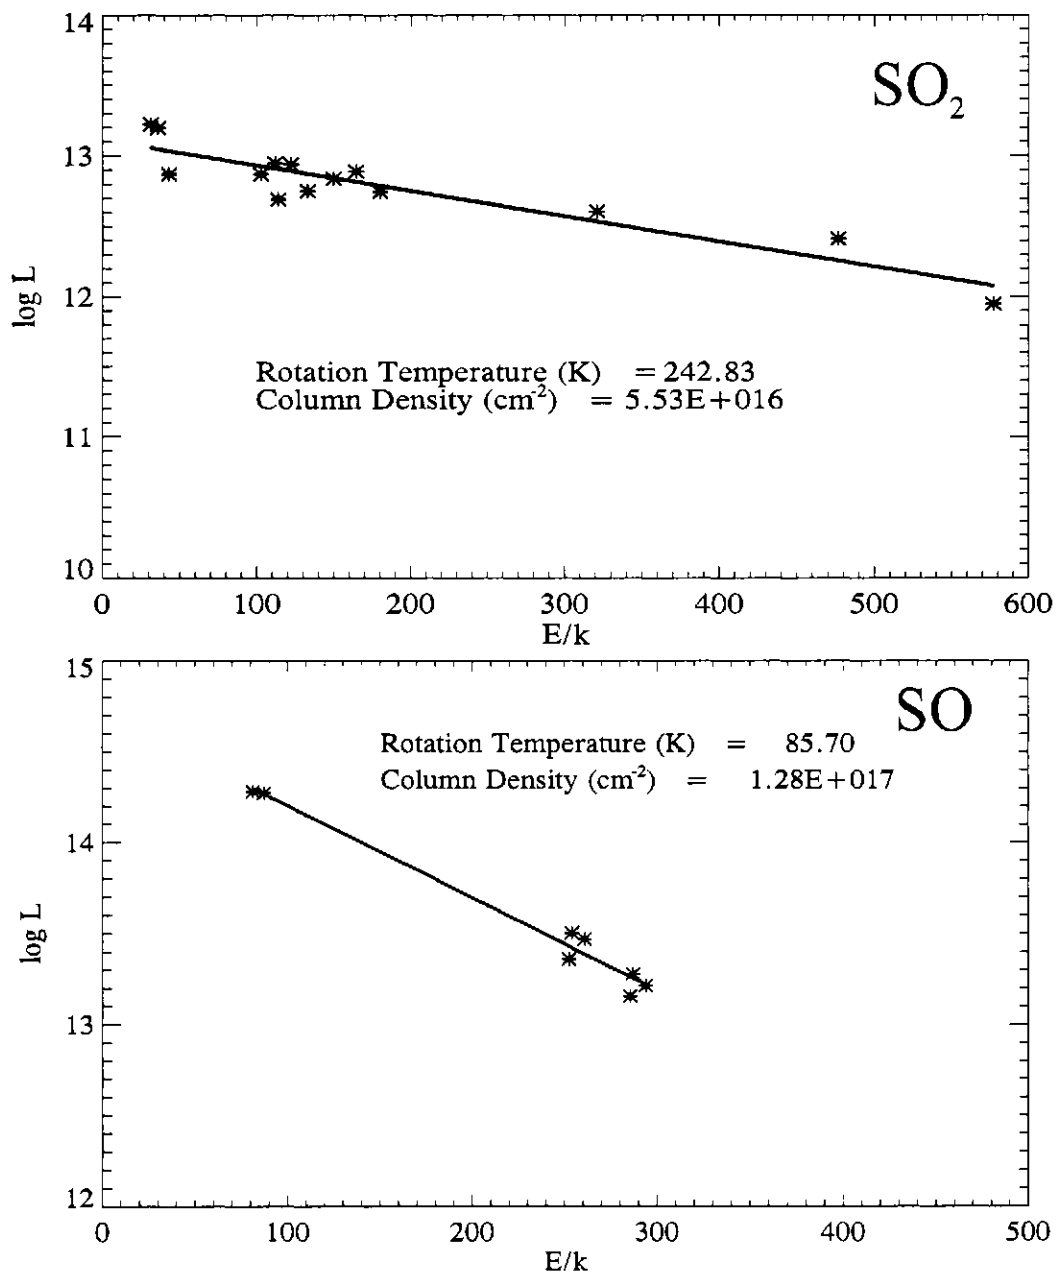 14
SO2
13
log L
12
Rotation Temperature (K) = 242.83
Column Density (cm-2) = 5.53E+016
11
10
0 100 200 300 400 500 600
E/k
15
SO
Rotation Temperature (K) = 85.70
Column Density (cm-2) = 1.28E+017
14
log L
13
12
0 100 200 300 400 500
E/k